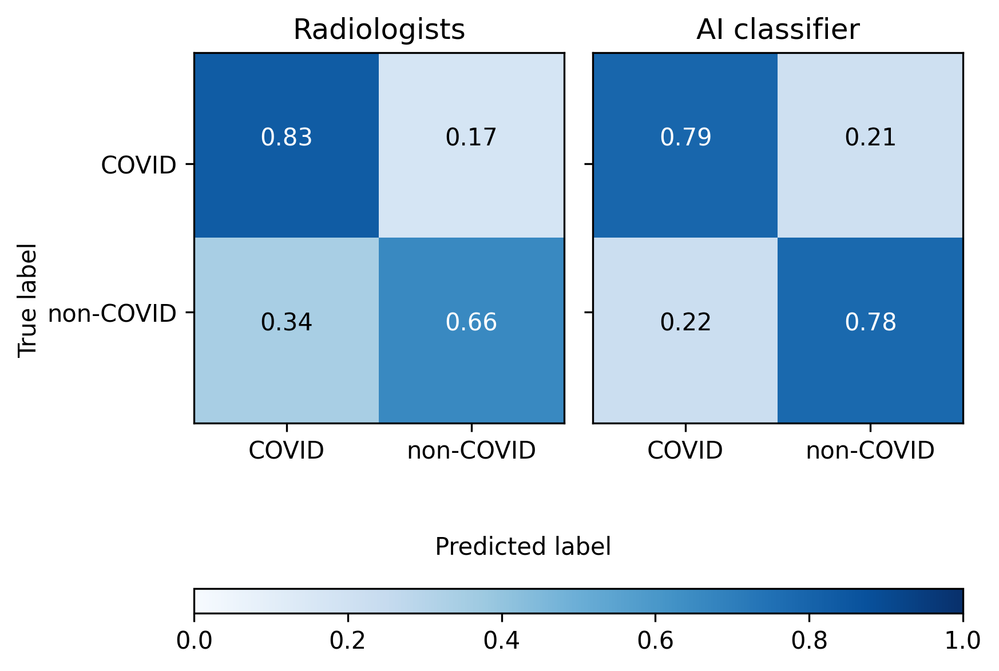 Radiologists
AI classifier
True label
COVID
0.83
0.17
0.79
0.21
non-COVID
0.34
0.66
0.22
0.78
COVID
non-COVID
COVID
non-COVID
Predicted label
0.0
0.2
0.4
0.6
0.8
1.0